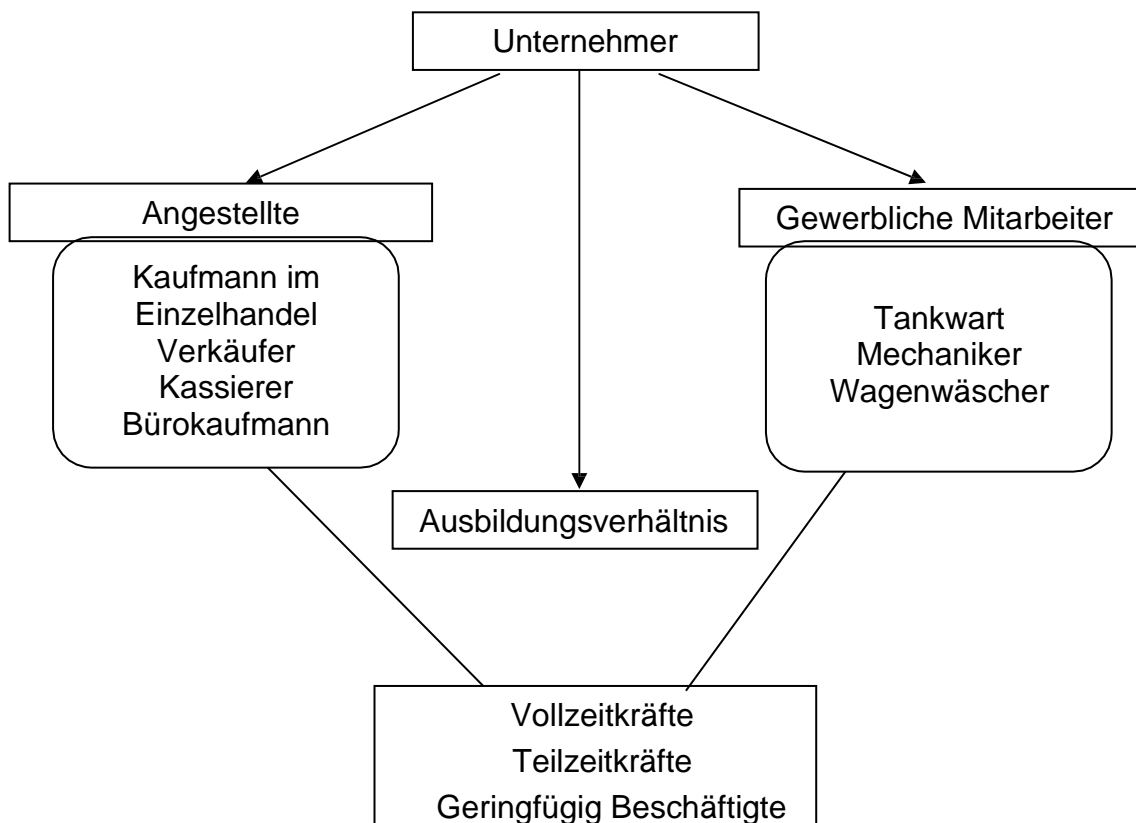 Unternehmer
Angestellte
Kaufmann im
Einzelhandel
Verkäufer
Kassierer
Bürokaufmann
Gewerbliche Mitarbeiter
Tankwart
Mechaniker
Wagenwäscher
Ausbildungsverhältnis
Vollzeitkräfte
Teilzeitkräfte
Geringfügig Beschäftigte